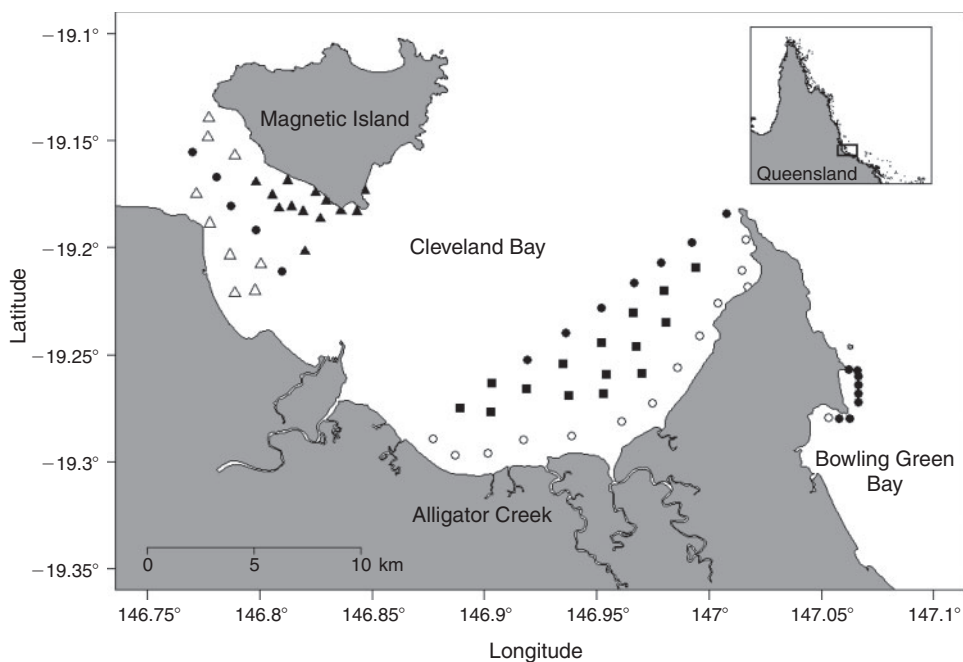 −19.1°
−19.15°
−19.2°
−19.25°
−19.3°
−19.35°
Latitude
Magnetic Island
Queensland
Cleveland Bay
Bowling Green
Bay
Alligator Creek
0 5 10 km
146.75° 146.8° 146.85° 146.9° 146.95° 147° 147.05° 147.1°
Longitude